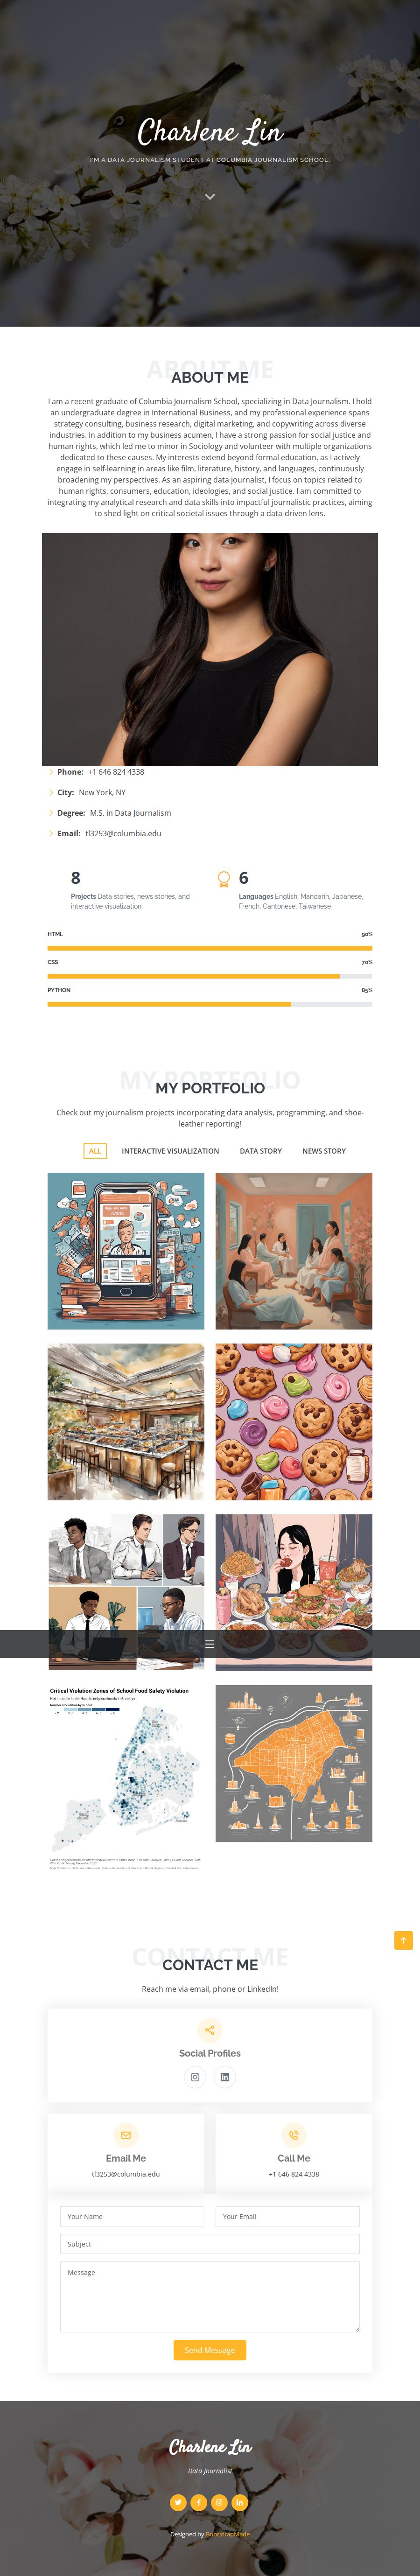 Charlene Lin
I'M A DATA JOURNALISM STUDENT AT COLUMBIA JOURNALISM SCHOOL.
ABOUT ME
ABOUT ME
I am a recent graduate of Columbia Journalism School, specializing in Data Journalism. I hold
an undergraduate degree in International Business, and my professional experience spans
strategy consulting, business research, digital marketing, and copywriting across diverse
industries. In addition to my business acumen, I have a strong passion for social justice and
human rights, which led me to minor in Sociology and volunteer with multiple organizations
dedicated to these causes. My interests extend beyond formal education, as I actively
engage in self-learning in areas like film, literature, history, and languages, continuously
broadening my perspectives. As an aspiring data journalist, I focus on topics related to
human rights, consumers, education, ideologies, and social justice. I am committed to
integrating my analytical research and data skills into impactful journalistic practices, aiming
to shed light on critical societal issues through a data-driven lens.
Phone: +1 646 824 4338
City: New York, NY
Degree: M.S. in Data Journalism
Email: tl3253@columbia.edu
8
Projects Data stories, news stories, and
interactive visualization.
6
Languages English, Mandarin, Japanese,
French, Cantonese, Taiwanese.
HTML 90%
CSS 70%
PYTHON 85%
MY PORTFOLIO
MY PORTFOLIO
Check out my journalism projects incorporating data analysis, programming, and shoe-
leather reporting!
ALL INTERACTIVE VISUALIZATION DATA STORY NEWS STORY
Critical Violation Zones of School Food Safety Violation
CONTACT ME
CONTACT ME
Reach me via email, phone or LinkedIn!
Social Profiles
Email Me
tl3253@columbia.edu
Call Me
+1 646 824 4338
Your Name
Your Email
Subject
Message
Send Message
Charlene Lin
Data Journalist
Designed by BootstrapMade